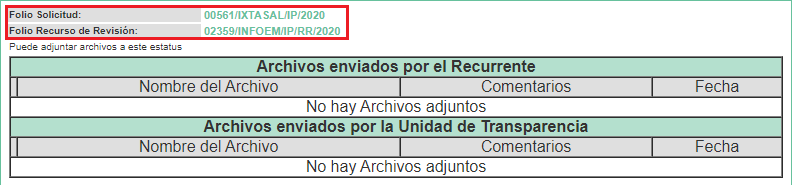 Folio Solicitud: 00561/IXTASAL/IP/2020
Folio Recurso de Revisión: 02359/INFOEM/IP/RR/2020
Puede adjuntar archivos a este estatus
Archivos enviados por el Recurrente
Nombre del Archivo Comentarios Fecha
No hay Archivos adjuntos
Archivos enviados por la Unidad de Transparencia
Nombre del Archivo Comentarios Fecha
No hay Archivos adjuntos